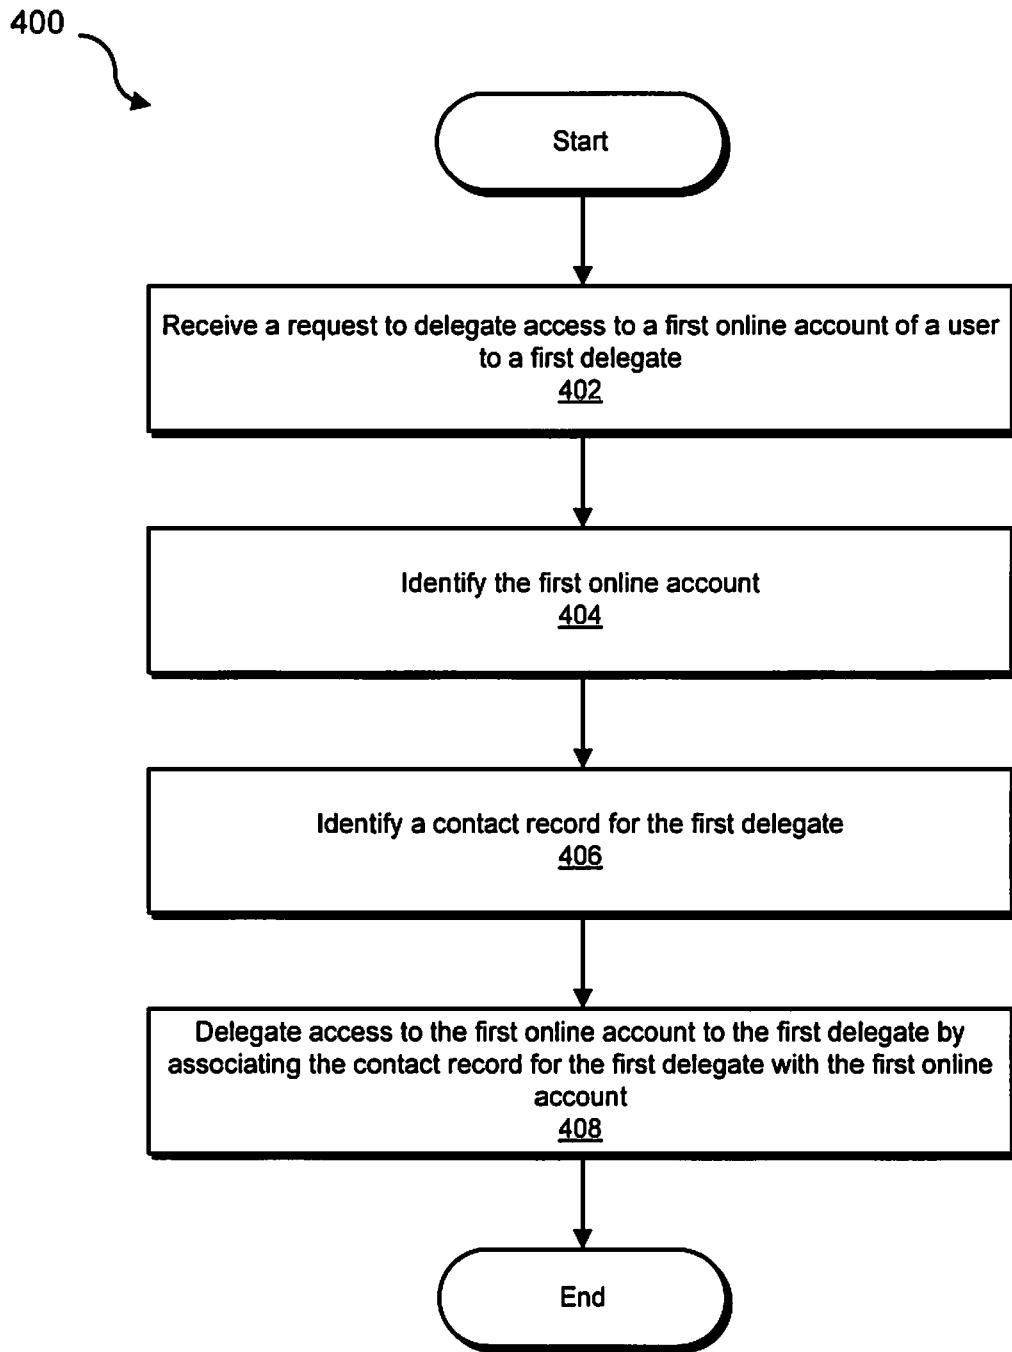 400
Start
Receive a request to delegate access to a first online account of a user
to a first delegate
402
Identify the first online account
404
Identify a contact record for the first delegate
406
Delegate access to the first online account to the first delegate by
associating the contact record for the first delegate with the first online
account
408
End